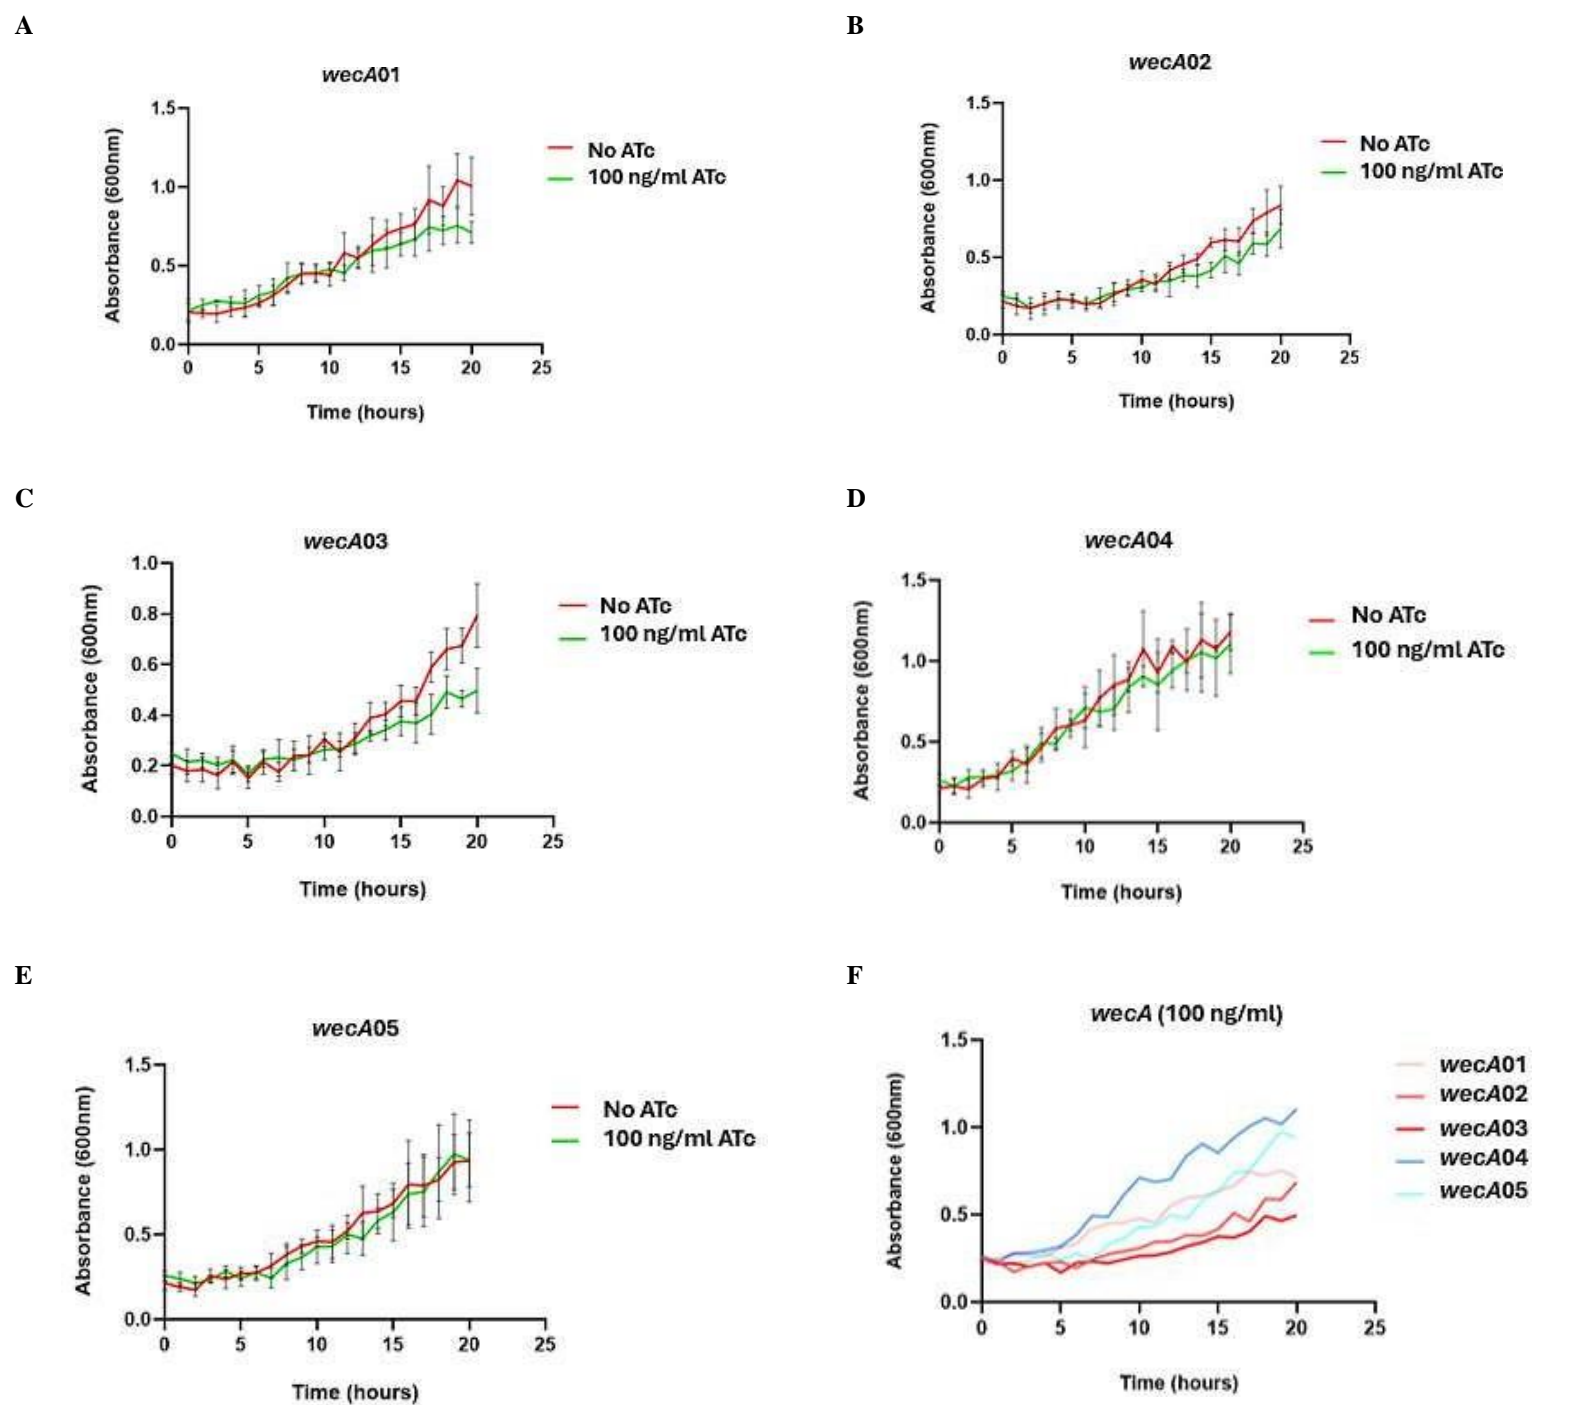 A
wecA01
1.5
1.0
0.5
0.0
Absorbance (600nm)
0 5 10 15 20 25
Time (hours)
No ATc
100 ng/ml ATc
B
wecA02
1.5
1.0
0.5
0.0
Absorbance (600nm)
0 5 10 15 20 25
Time (hours)
No ATc
100 ng/ml ATc
C
wecA03
1.0
0.8
0.6
0.4
0.2
0.0
Absorbance (600nm)
0 5 10 15 20 25
Time (hours)
No ATc
100 ng/ml ATc
D
wecA04
1.5
1.0
0.5
0.0
Absorbance (600nm)
0 5 10 15 20 25
Time (hours)
No ATc
100 ng/ml ATc
E
wecA05
1.5
1.0
0.5
0.0
Absorbance (600nm)
0 5 10 15 20 25
Time (hours)
No ATc
100 ng/ml ATc
F
wecA (100 ng/ml)
1.5
1.0
0.5
0.0
Absorbance (600nm)
0 5 10 15 20 25
Time (hours)
wecA01
wecA02
wecA03
wecA04
wecA05